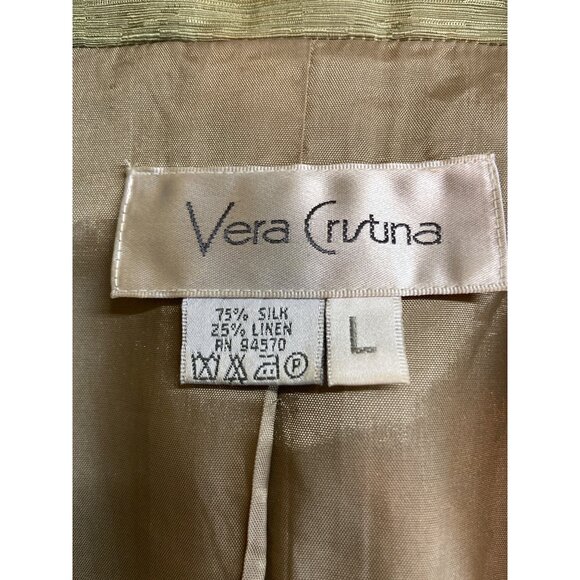 Vera Cristina
75% SILK
25% LINEN
RN 94570
P
L